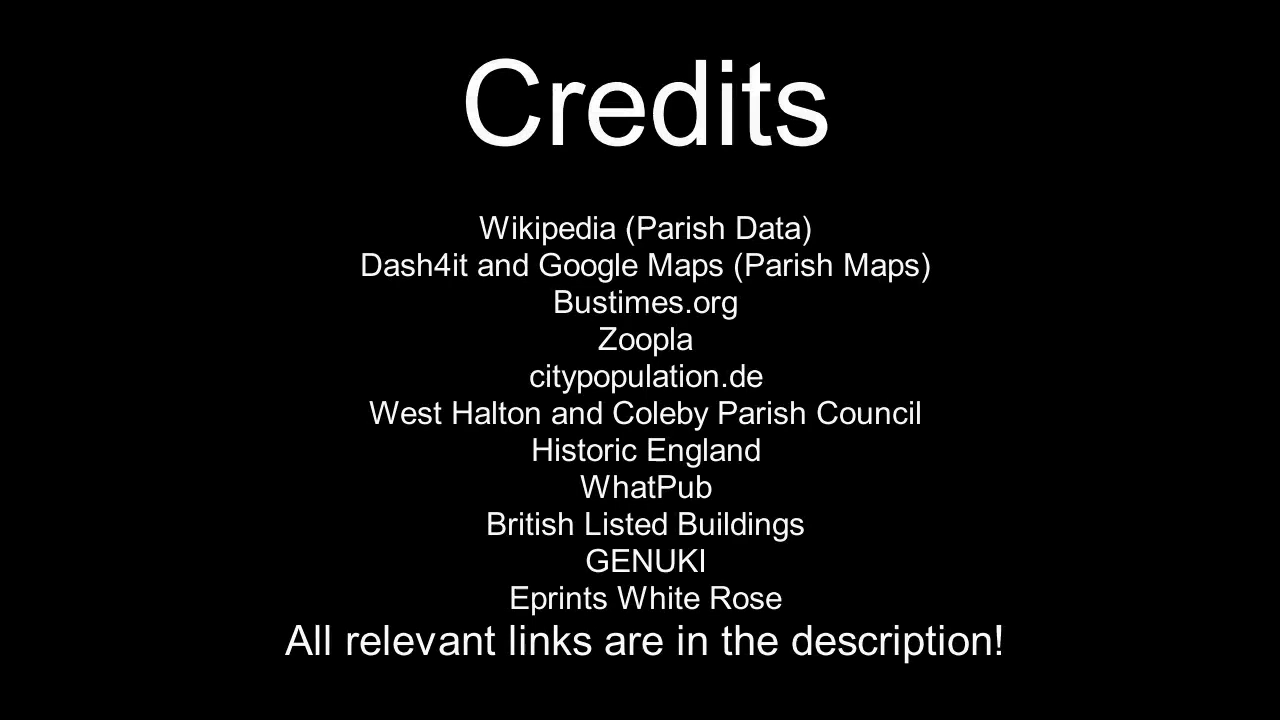 Credits
Wikipedia (Parish Data)
Dash4it and Google Maps (Parish Maps)
Bustimes.org
Zoopla
citypopulation.de
West Halton and Coleby Parish Council
Historic England
WhatPub
British Listed Buildings
GENUKI
Eprints White Rose
All relevant links are in the description!